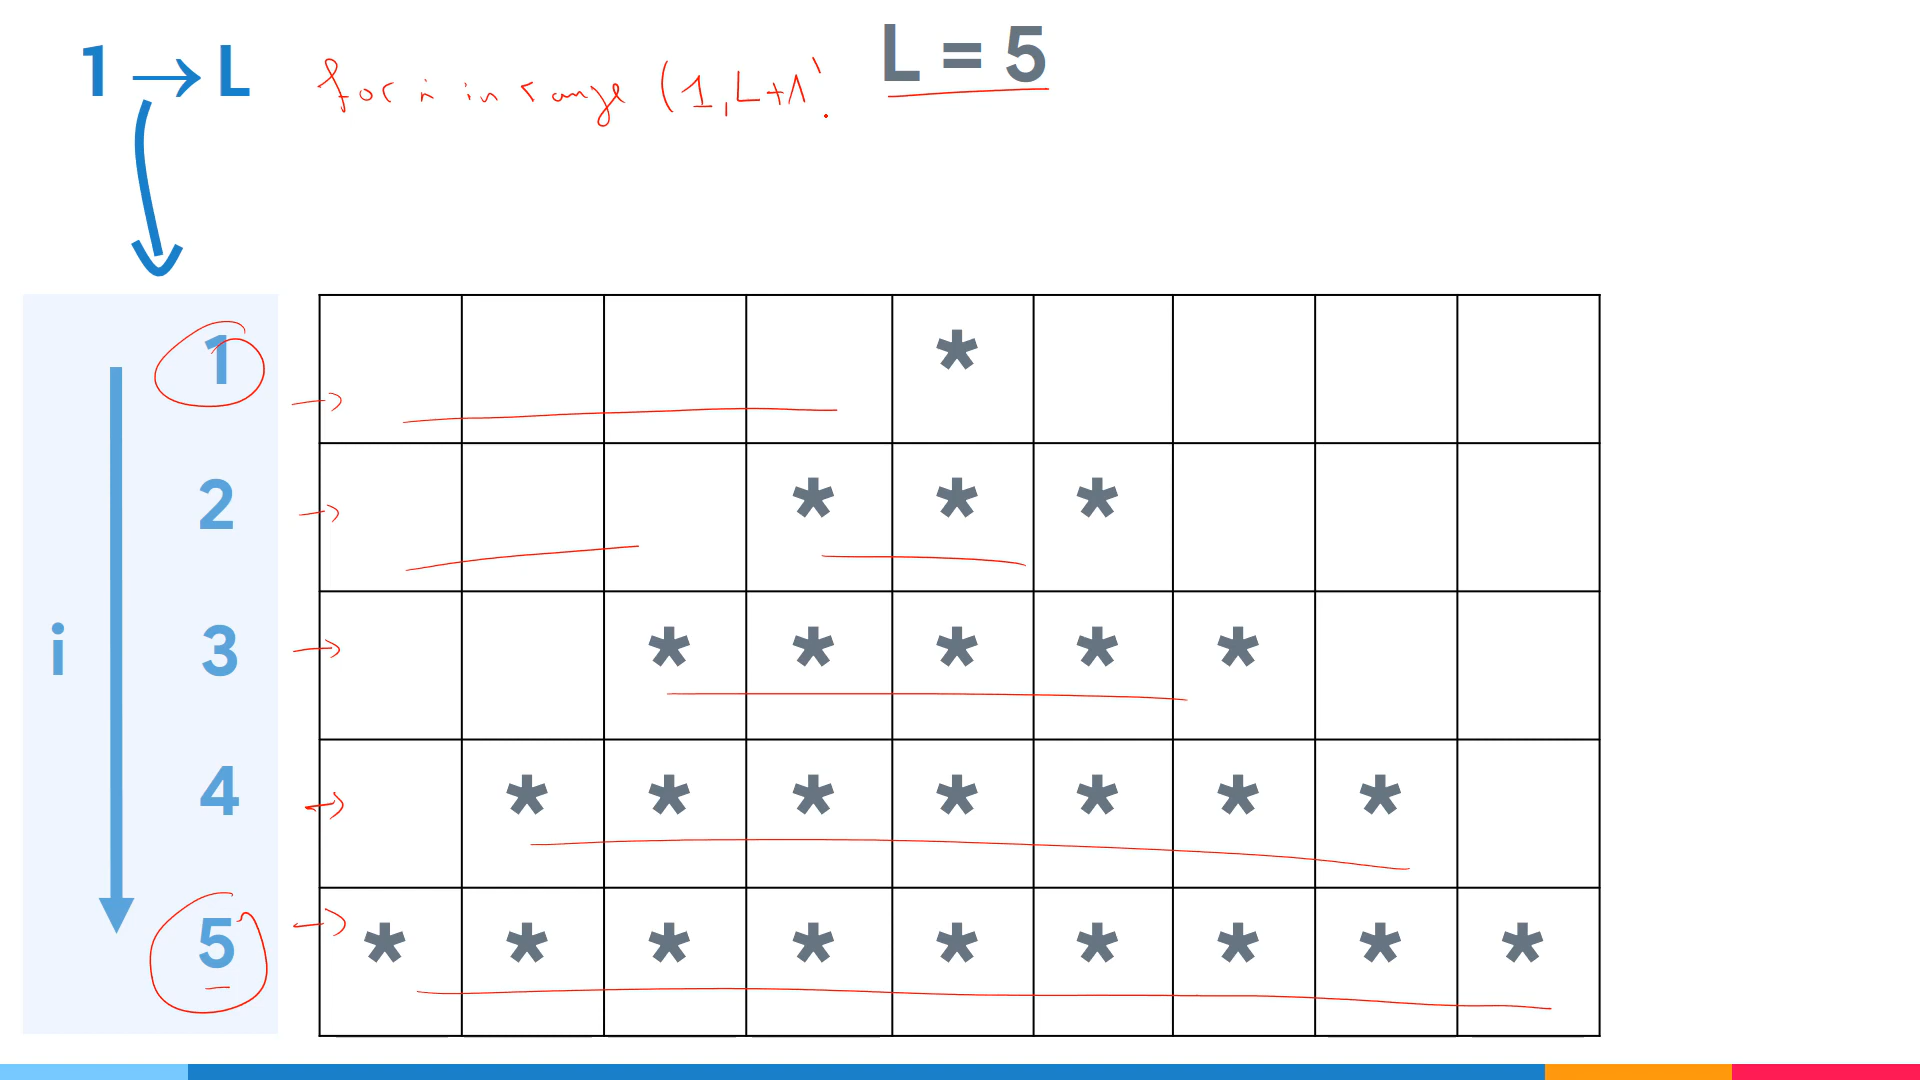 1 → L for i in range (1, L+1): L = 5
1 *
2 * * *
i 3 * * * * *
4 * * * * * * *
5 * * * * * * * * *